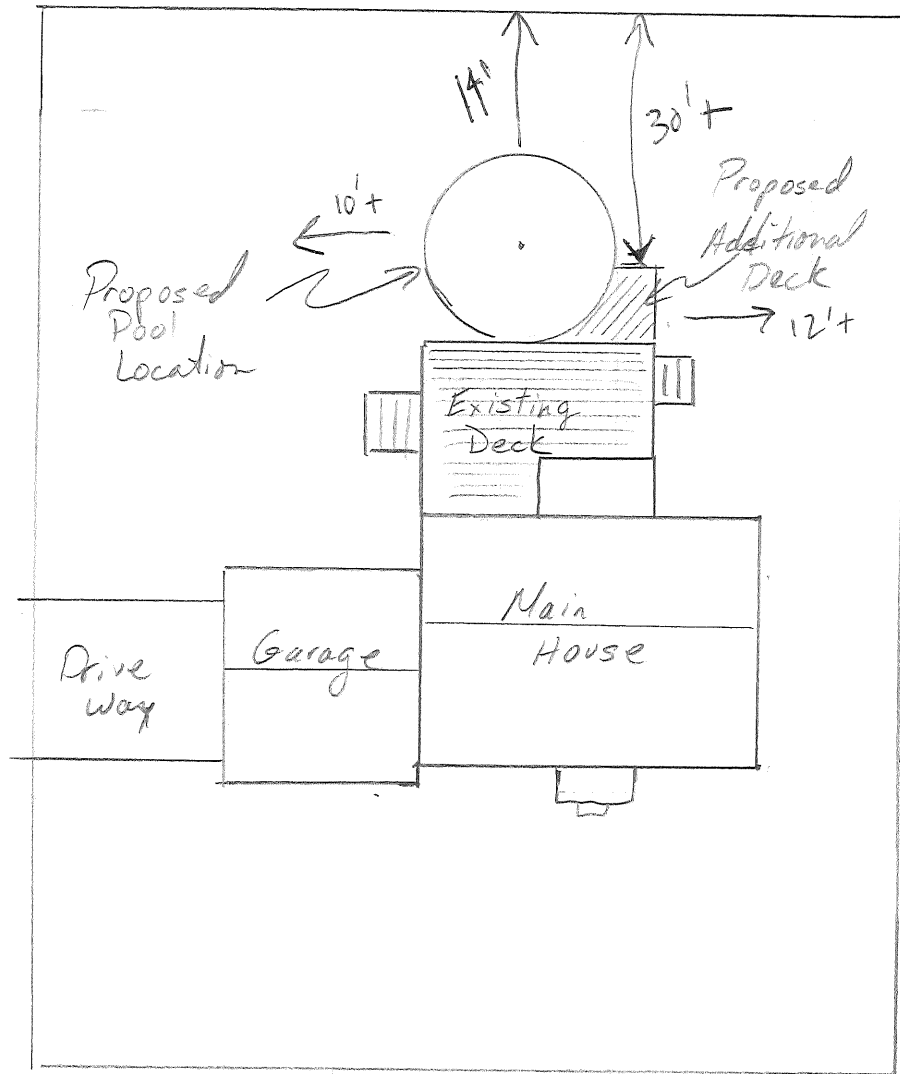 14'
30'+
10'+
Proposed
Additional
Deck
Proposed
Pool
Location
12'+
Existing
Deck
Main
House
Garage
Drive
Way